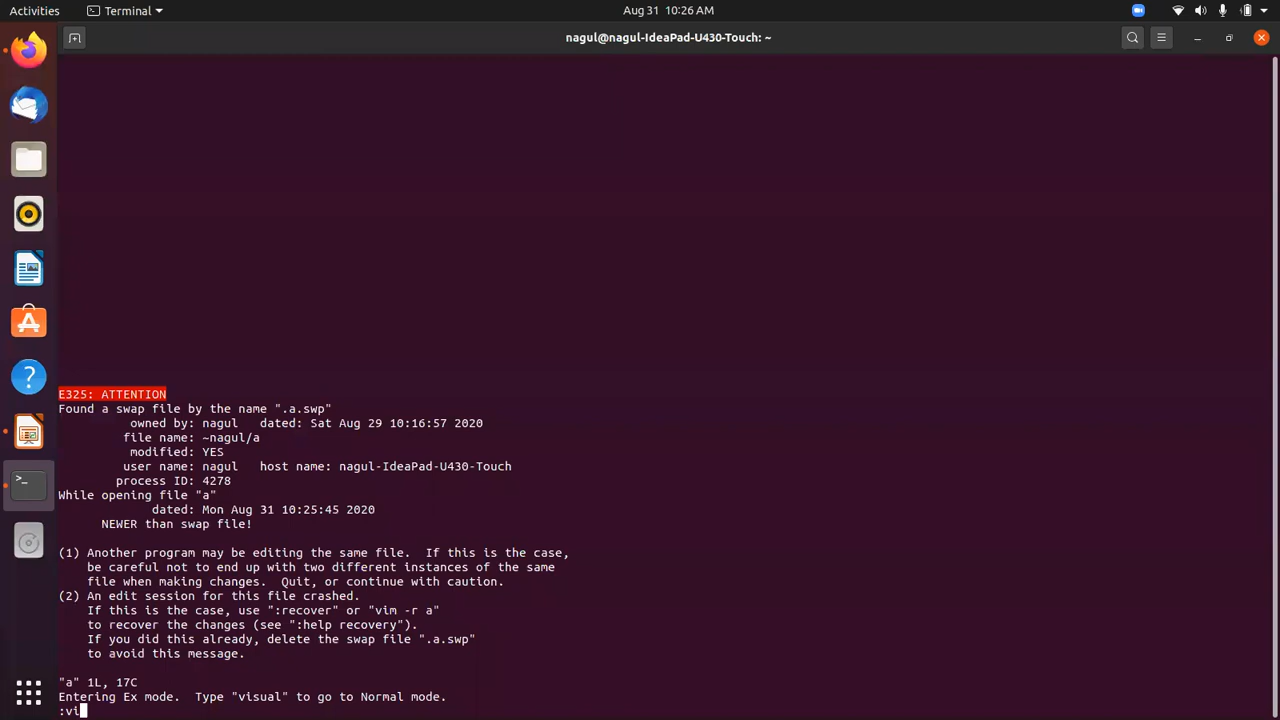 Activities Terminal Aug 31 10:26 AM
nagul@nagul-IdeaPad-U430-Touch: ~
E325: ATTENTION
Found a swap file by the name ".a.swp"
          owned by: nagul   dated: Sat Aug 29 10:16:57 2020
         file name: ~nagul/a
          modified: YES
         user name: nagul   host name: nagul-IdeaPad-U430-Touch
        process ID: 4278
While opening file "a"
             dated: Mon Aug 31 10:25:45 2020
      NEWER than swap file!
(1) Another program may be editing the same file.  If this is the case,
    be careful not to end up with two different instances of the same
    file when making changes.  Quit, or continue with caution.
(2) An edit session for this file crashed.
    If this is the case, use ":recover" or "vim -r a"
    to recover the changes (see ":help recovery").
    If you did this already, delete the swap file ".a.swp"
    to avoid this message.
"a" 1L, 17C
Entering Ex mode.  Type "visual" to go to Normal mode.
:vi